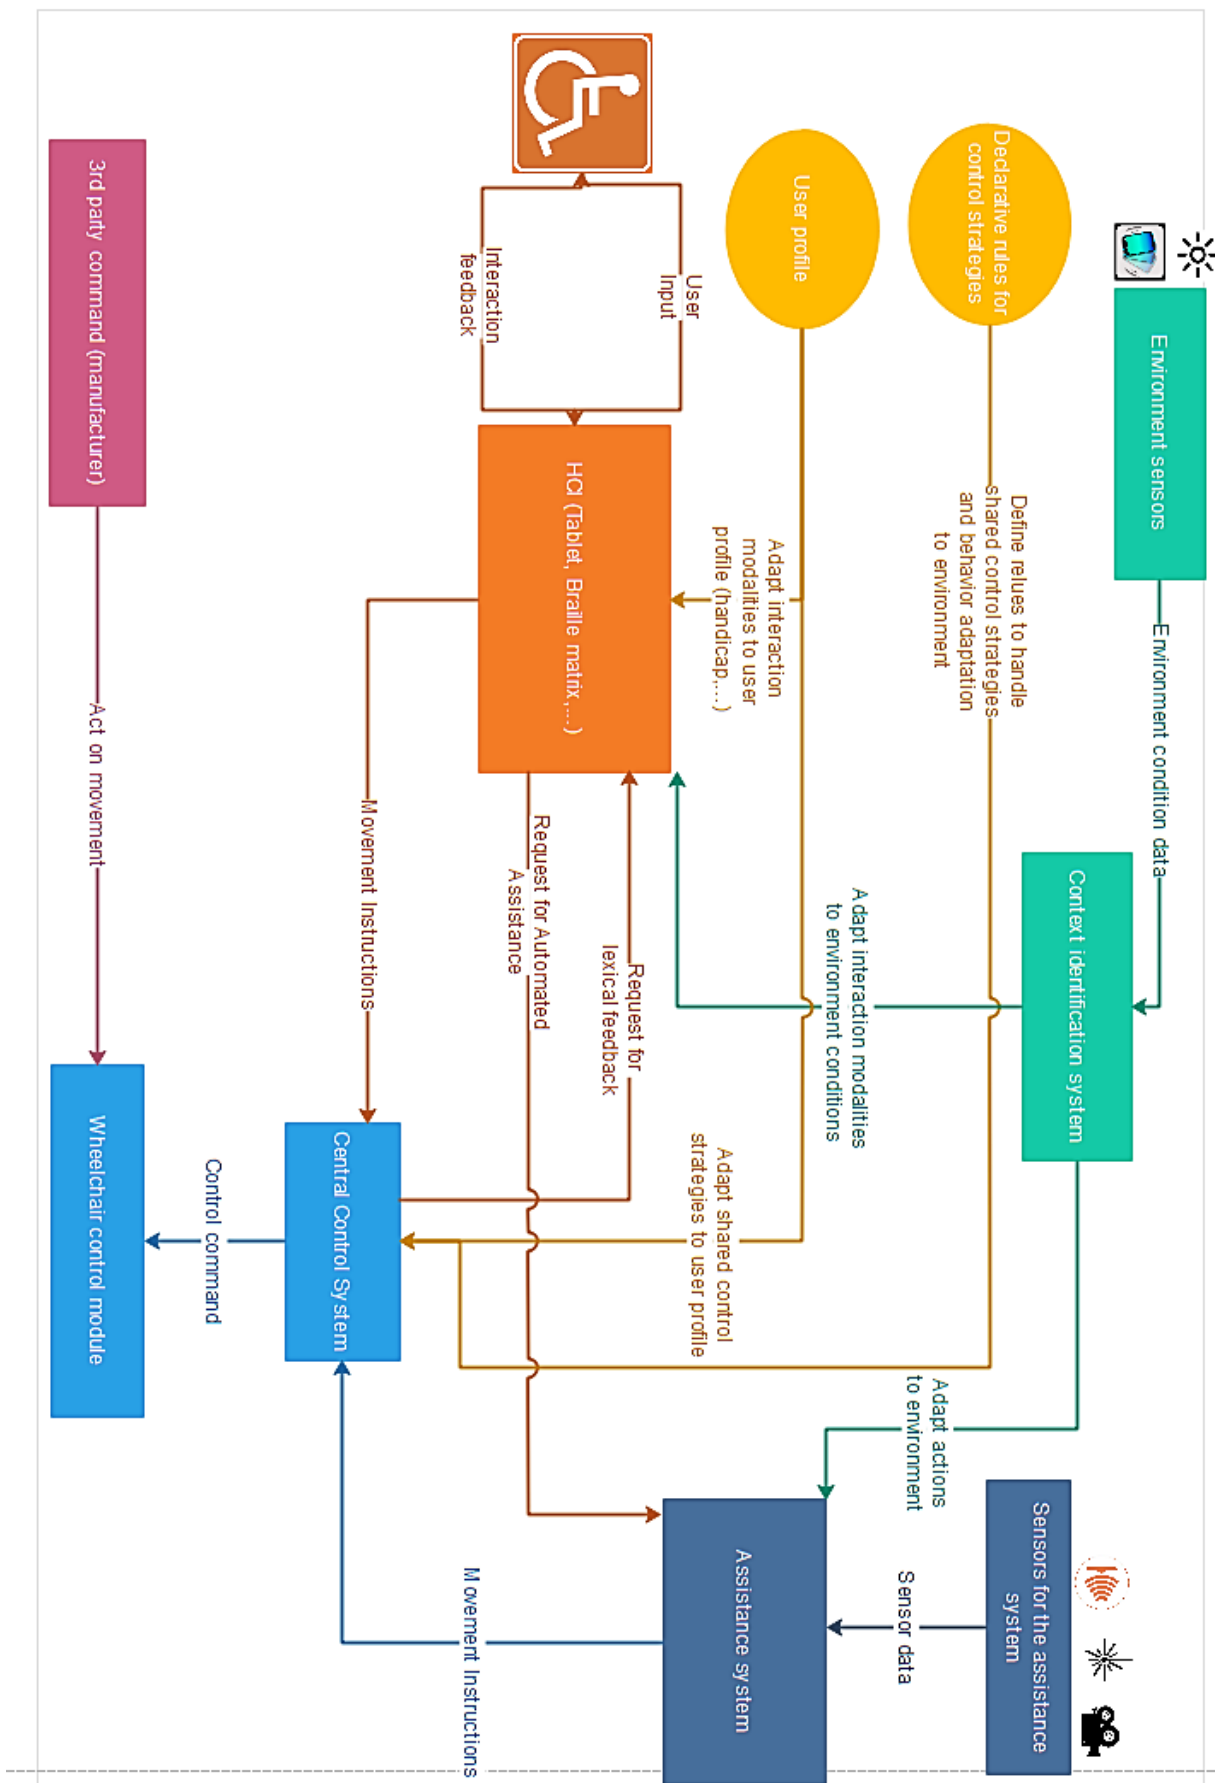 Environment sensors
Environment condition data
Context identification system
Sensors for the assistance
system
Declarative rules for
control strategies
Define relues to handle
shared control strategies
and behavior adaptation
to environment
Adapt actions
to environment
Sensor data
User profile
Adapt interaction
modalities to user
profile (handicap,...)
Adapt interaction modalities
to environment conditions
Adapt shared control
strategies to user profile
Assistance system
User
Input
Interaction
feedback
HCI (Tablet, Braille matrix,...)
Request for
lexical feedback
Request for Automated
Assistance
Movement Instructions
Movement Instructions
Central Control System
Control command
3rd party command (manufacturer)
Act on movement
Wheelchair control module